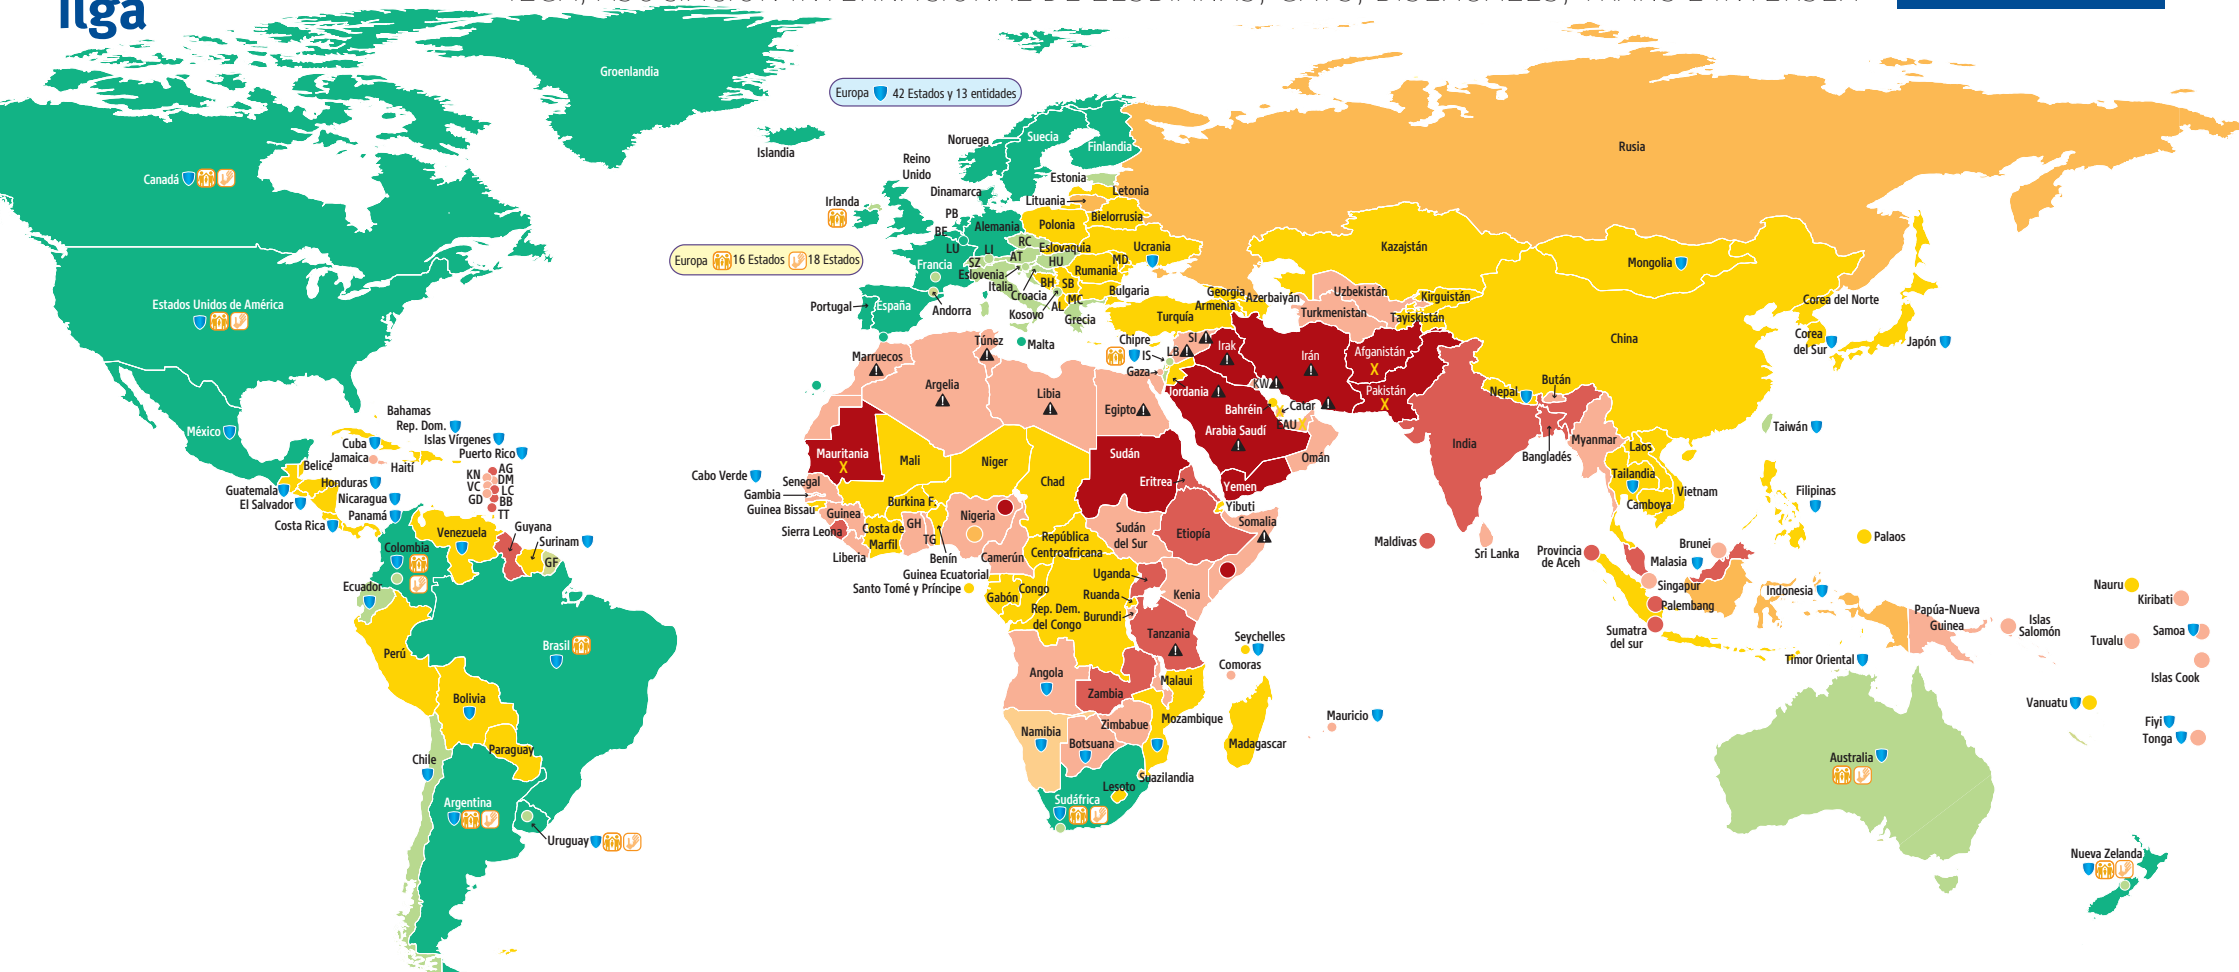 ilga
ILGA, ASOCIACIÓN INTERNACIONAL DE LESBIANAS, GAYS, BISEXUALES, TRANS E INTERSEX
Groenlandia
Europa 42 Estados y 13 entidades
Islandia
Noruega
Suecia
Finlandia
Rusia
Canadá
Reino
Unido
Dinamarca
Estonia
Letonia
Lituania
Irlanda
PB
BE
LU
Alemania
Polonia
Bielorrusia
Europa 16 Estados 18 Estados
Francia
LI
SZ
RC
AT
Eslovaquia
HU
Ucrania
MD
Rumania
Eslovenia
Italia
Croacia
Kosovo
BH
SB
MC
AL
Bulgaria
Grecia
Portugal
España
Andorra
Malta
Kazajstán
Mongolia
Estados Unidos de América
Georgia
Armenia
Azerbaiyán
Turquía
Uzbekistán
Turkmenistan
Kirguistán
Tayiskistán
China
Corea del Norte
Corea
del Sur
Japón
Marruecos
Túnez
Argelia
Libia
Egipto
Chipre
IS
Gaza
LB
SI
Irak
Irán
Afganistán
X
Pakistán
X
Jordania
KW
Bahréin
Catar
EAU
Arabia Saudí
Omán
Yemen
Nepal
Bután
India
Bangladés
Myanmar
Laos
Tailandia
Vietnam
Camboya
Taiwán
Filipinas
Palaos
México
Bahamas
Rep. Dom.
Cuba
Islas Vírgenes
Jamaica
Puerto Rico
Haití
Belice
Honduras
Guatemala
Nicaragua
El Salvador
Panamá
Costa Rica
KN
VC
GD
AG
DM
LC
BB
TT
Venezuela
Guyana
Surinam
GF
Colombia
Ecuador
Perú
Brasil
Bolivia
Paraguay
Chile
Argentina
Uruguay
Cabo Verde
Mauritania
X
Mali
Niger
Chad
Sudán
Eritrea
Yibuti
Somalia
Senegal
Gambia
Guinea Bissau
Guinea
Sierra Leona
Liberia
Burkina F.
Costa de
Marfil
GH
TG
Benín
Nigeria
Camerún
Guinea Ecuatorial
Santo Tomé y Príncipe
República
Centroafricana
Sudán
del Sur
Etiopía
Uganda
Kenia
Ruanda
Burundi
Gabón
Congo
Rep. Dem.
del Congo
Tanzania
Seychelles
Comoras
Angola
Zambia
Malaui
Mozambique
Zimbabue
Namibia
Botsuana
Madagascar
Mauricio
Suazilandia
Lesoto
Sudáfrica
Maldivas
Sri Lanka
Provincia
de Aceh
Brunei
Malasia
Singapur
Palembang
Sumatra
del sur
Indonesia
Timor Oriental
Papúa-Nueva
Guinea
Islas
Salomón
Nauru
Kiribati
Tuvalu
Samoa
Islas Cook
Vanuatu
Fiyi
Tonga
Australia
Nueva Zelanda